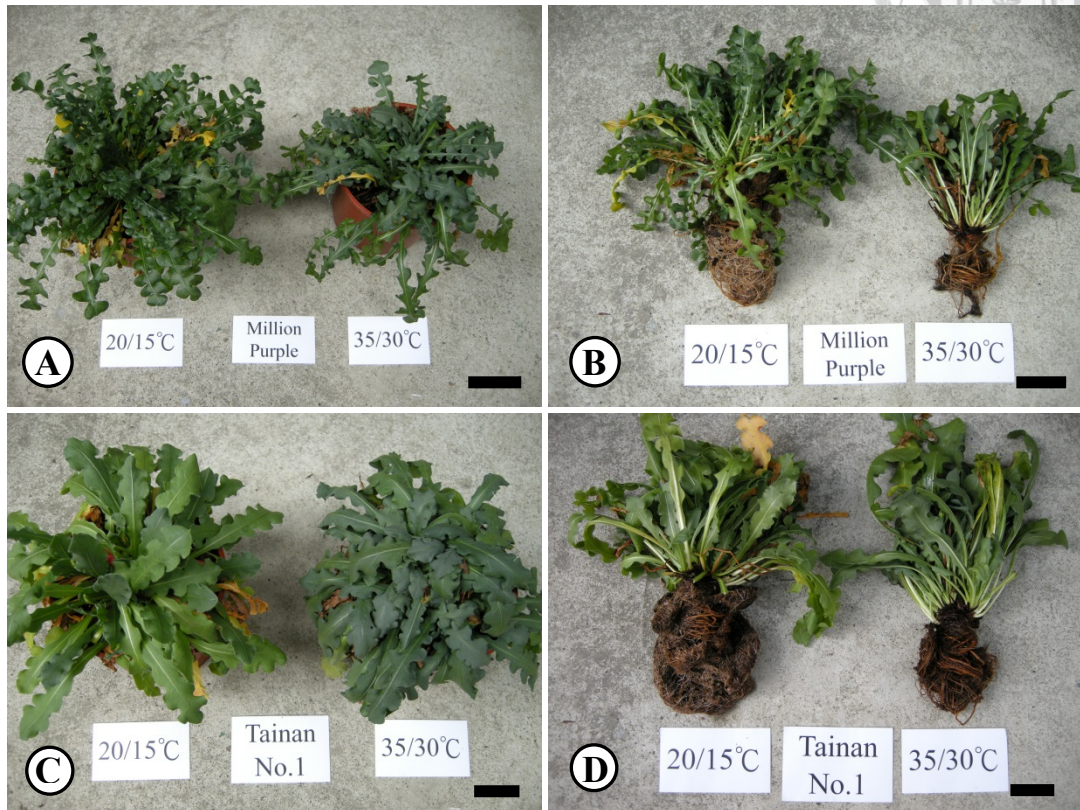 20/15℃
Million
Purple
35/30℃
A
20/15℃
Million
Purple
35/30℃
B
20/15℃
Tainan
No.1
35/30℃
C
20/15℃
Tainan
No.1
35/30℃
D